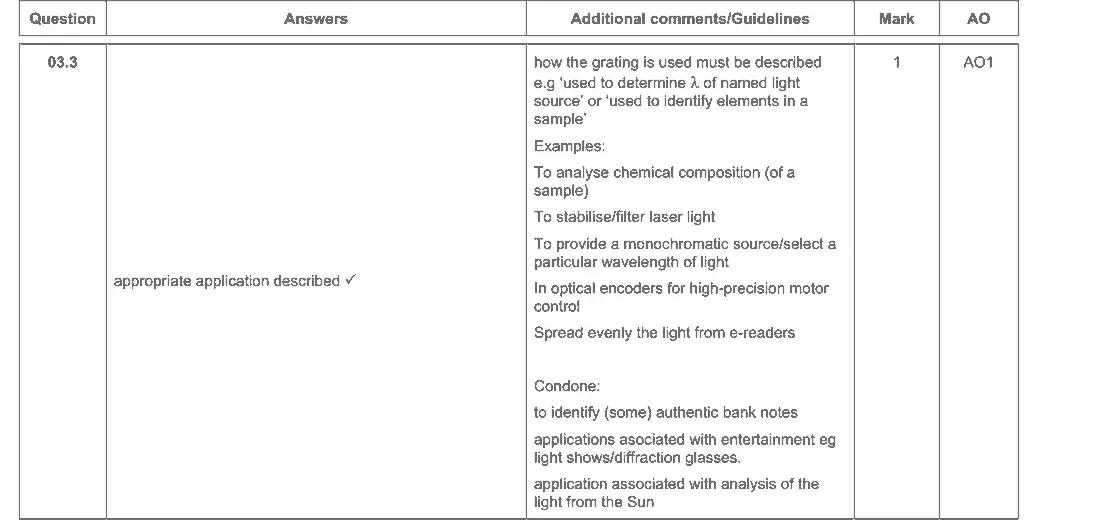 Question Answers Additional comments/Guidelines Mark AO
03.3 how the grating is used must be described 1 AO1
e.g 'used to determine λ of named light
source' or 'used to identify elements in a
sample'
Examples:
To analyse chemical composition (of a
sample)
To stabilise/filter laser light
To provide a monochromatic source/select a
particular wavelength of light
appropriate application described ✓
In optical encoders for high-precision motor
control
Spread evenly the light from e-readers
Condone:
to identify (some) authentic bank notes
applications asociated with entertainment eg
light shows/diffraction glasses.
application associated with analysis of the
light from the Sun